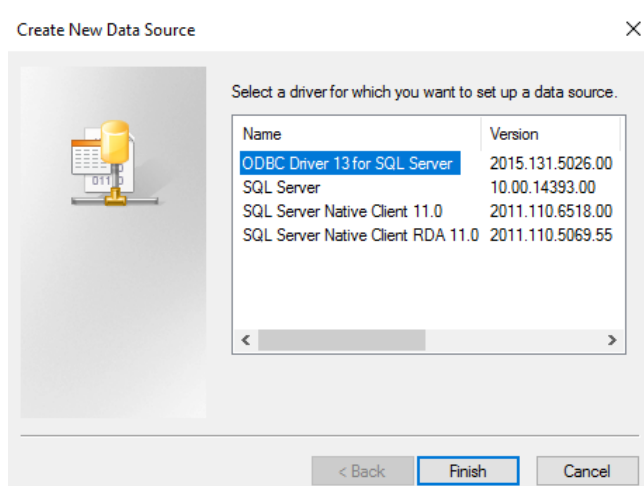 Create New Data Source
Select a driver for which you want to set up a data source.
Name Version
ODBC Driver 13 for SQL Server 2015.131.5026.00
SQL Server 10.00.14393.00
SQL Server Native Client 11.0 2011.110.6518.00
SQL Server Native Client RDA 11.0 2011.110.5069.55
< Back Finish Cancel